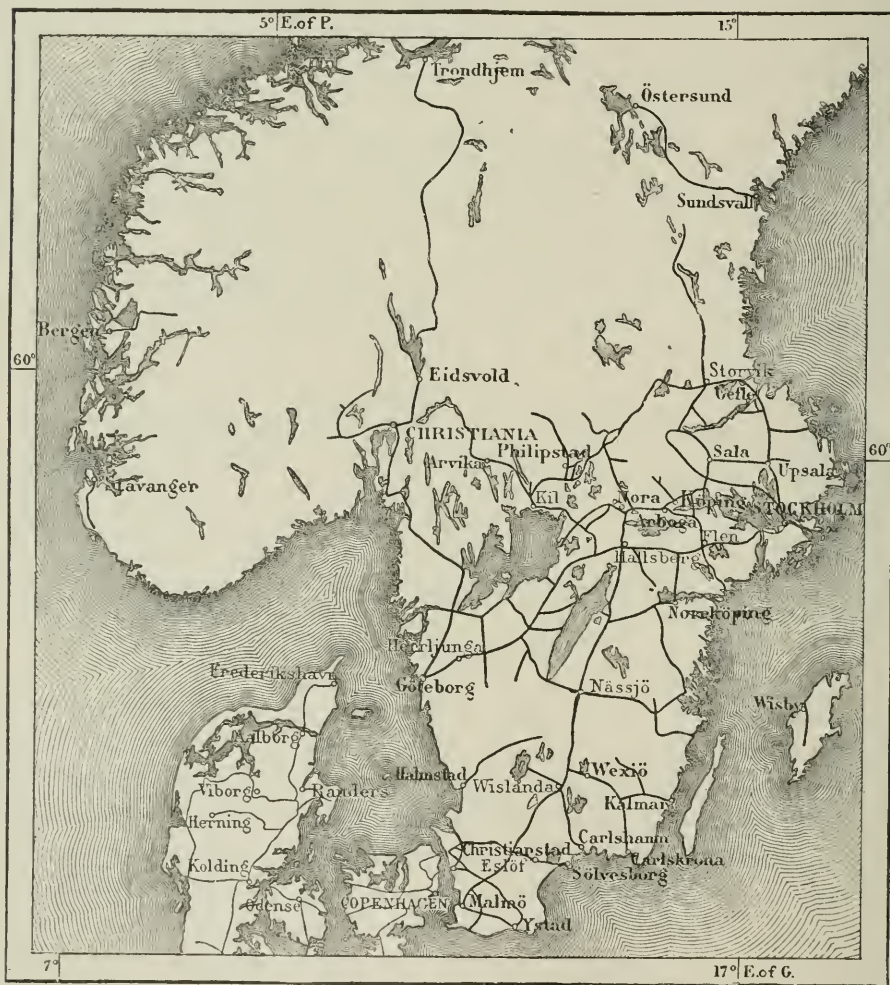 5° E. of P.
15°
Trondhjem
Östersund
Sundsvall
Bergen
60°
Eidsvold
Storvik
Gefle
CHRISTIANIA
Philipstad
Arvika
Sala
Upsala
60°
Stavanger
Kil
Nora
Köping
STOCKHOLM
Arboga
Flen
Hallsberg
Norrköping
Herrljunga
Frederikshavn
Göteborg
Nässjö
Wisby
Aalborg
Halmstad
Wexiö
Viborg
Randers
Wislanda
Kalmar
Herning
Carlshamn
Christianstad
Carlskrona
Kolding
Eslöf
Sölvesborg
Odense
COPENHAGEN
Malmö
Ystad
7°
17° E. of G.